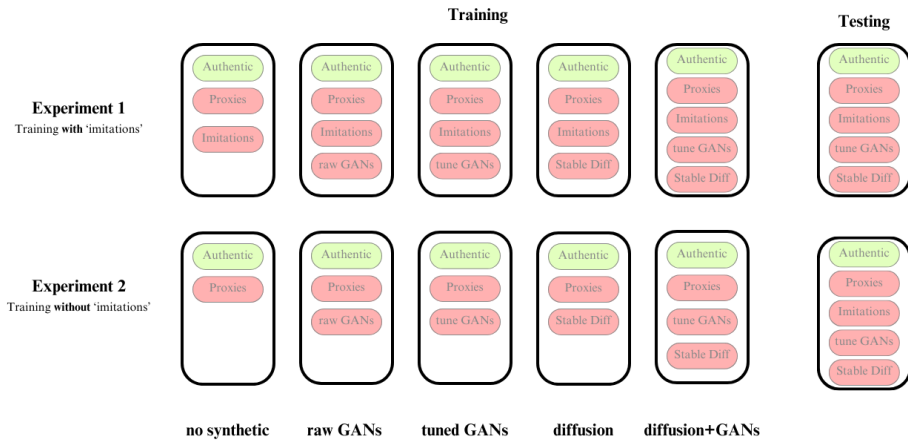 Training
Testing
Experiment 1
Training with 'imitations'
Authentic
Proxies
Imitations
Authentic
Proxies
Imitations
raw GANs
Authentic
Proxies
Imitations
tune GANs
Authentic
Proxies
Imitations
Stable Diff
Authentic
Proxies
Imitations
tune GANs
Stable Diff
Authentic
Proxies
Imitations
tune GANs
Stable Diff
Experiment 2
Training without 'imitations'
Authentic
Proxies
Authentic
Proxies
raw GANs
Authentic
Proxies
tune GANs
Authentic
Proxies
Stable Diff
Authentic
Proxies
tune GANs
Stable Diff
Authentic
Proxies
Imitations
tune GANs
Stable Diff
no synthetic
raw GANs
tuned GANs
diffusion
diffusion+GANs